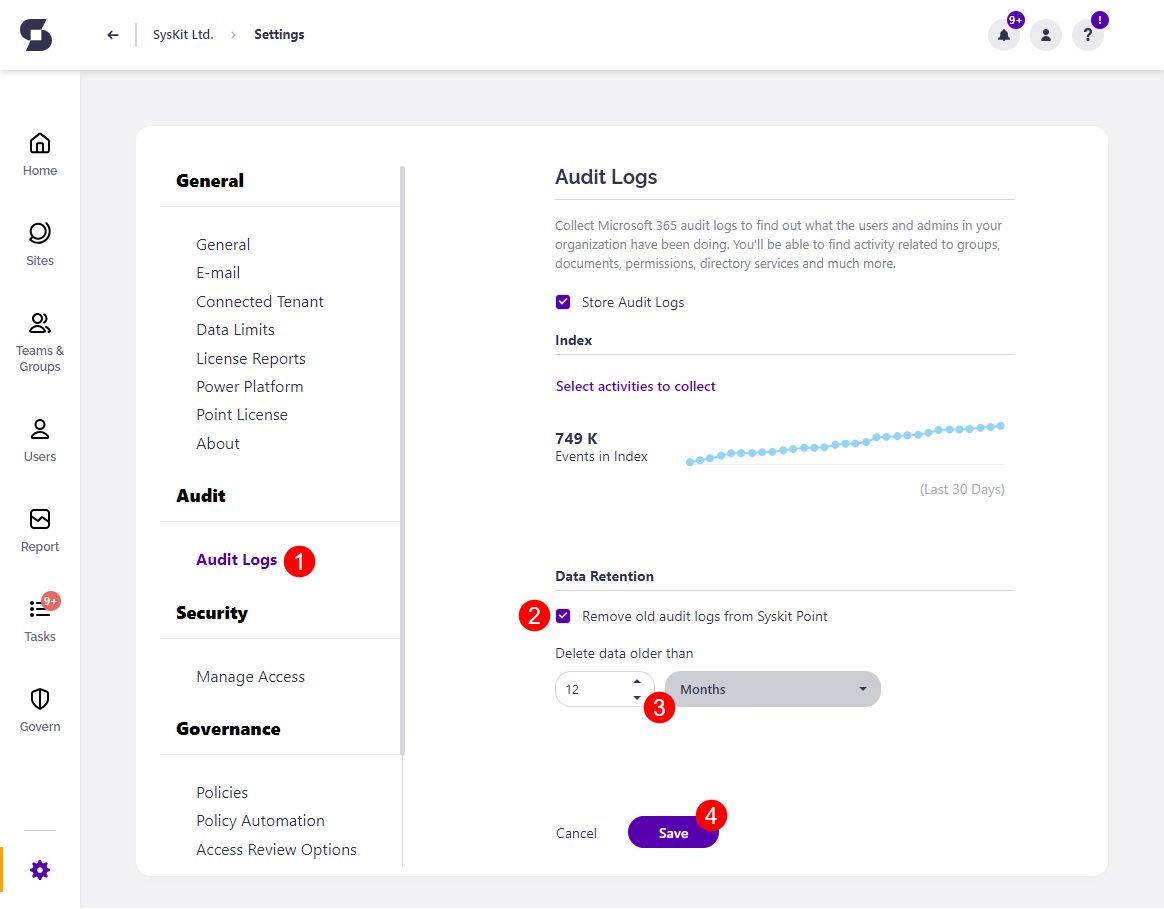 SysKit Ltd. > Settings
9+
!
?
Home
Sites
Teams &
Groups
Users
Report
9+
Tasks
Govern
General
General
E-mail
Connected Tenant
Data Limits
License Reports
Power Platform
Point License
About
Audit
Audit Logs 1
Security
Manage Access
Governance
Policies
Policy Automation
Access Review Options
Audit Logs
Collect Microsoft 365 audit logs to find out what the users and admins in your
organization have been doing. You'll be able to find activity related to groups,
documents, permissions, directory services and much more.
Store Audit Logs
Index
Select activities to collect
749 K
Events in Index
(Last 30 Days)
Data Retention
2 Remove old audit logs from Syskit Point
Delete data older than
12 Months
3
4
Cancel Save